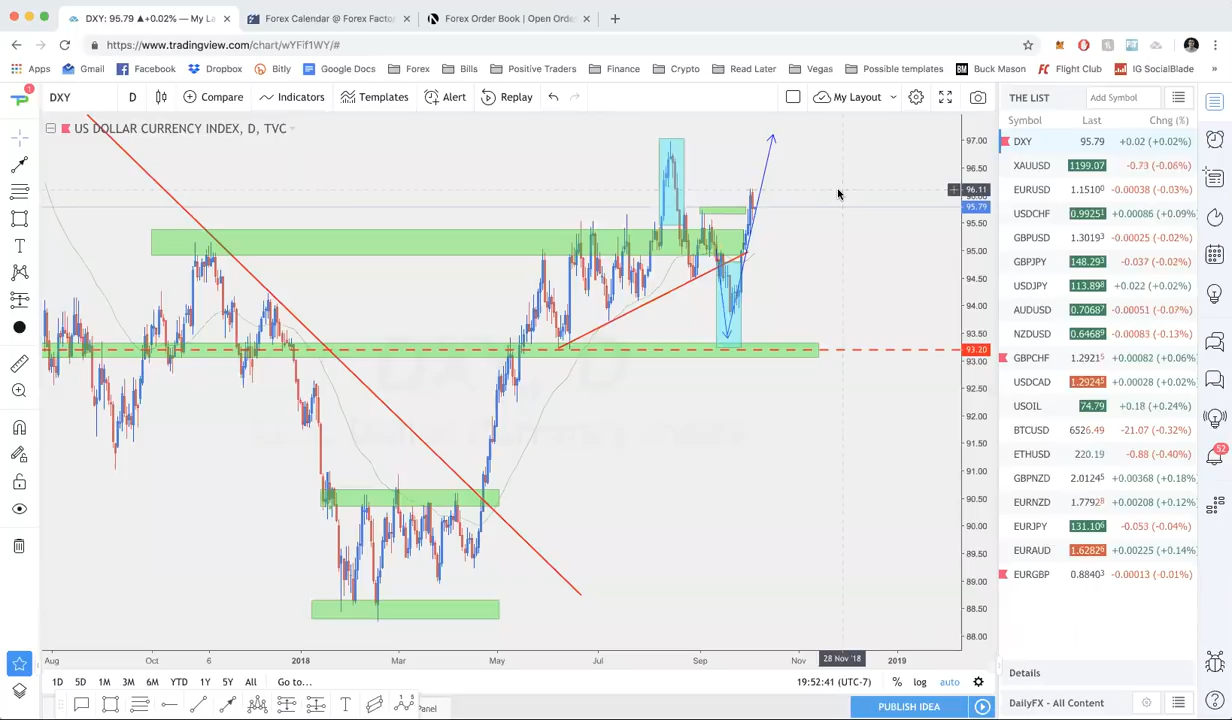 DXY: 95.79 ▲+0.02% — My La
Forex Calendar @ Forex Facto
Forex Order Book | Open Ord
https://www.tradingview.com/chart/wYFif1WY/#
Apps Gmail Facebook Dropbox Bitly Google Docs Forex Bills Positive Traders Finance Crypto Read Later Vegas Possible templates BM Buck Mason FC Flight Club IG SocialBlade »
1
DXY D Compare Indicators Templates Alert Replay My Layout
THE LIST Add Symbol
US DOLLAR CURRENCY INDEX, D, TVC
Symbol Last Chng (%)
DXY 95.79 +0.02 (+0.02%)
XAUUSD 1199.07 -0.73 (-0.06%)
EURUSD 1.15100 -0.00038 (-0.03%)
USDCHF 0.99251 +0.00086 (+0.09%)
GBPUSD 1.30193 -0.00025 (-0.02%)
GBPJPY 148.293 -0.037 (-0.02%)
USDJPY 113.898 +0.022 (+0.02%)
AUDUSD 0.70687 -0.00051 (-0.07%)
NZDUSD 0.64689 -0.00083 (-0.13%)
GBPCHF 1.29215 +0.00082 (+0.06%)
USDCAD 1.29245 +0.00028 (+0.02%)
USOIL 74.79 +0.18 (+0.24%)
BTCUSD 6526.49 -21.07 (-0.32%)
ETHUSD 220.19 -0.88 (-0.40%)
GBPNZD 2.01245 +0.00368 (+0.18%)
EURNZD 1.77928 +0.00208 (+0.12%)
EURJPY 131.106 -0.053 (-0.04%)
EURAUD 1.62826 +0.00225 (+0.14%)
EURGBP 0.88403 -0.00013 (-0.01%)
52
97.00
96.50
96.11
95.79
95.00
94.50
94.00
93.50
93.20
92.50
92.00
91.50
91.00
90.50
90.00
89.50
89.00
88.50
88.00
DXY, D
Aug Oct 6 2018 Mar May Jul Sep Nov 28 Nov '18 2019
1D 5D 1M 3M 6M YTD 1Y 5Y All Go to...
19:52:41 (UTC-7) % log auto
Details
Panel
PUBLISH IDEA
DailyFX - All Content